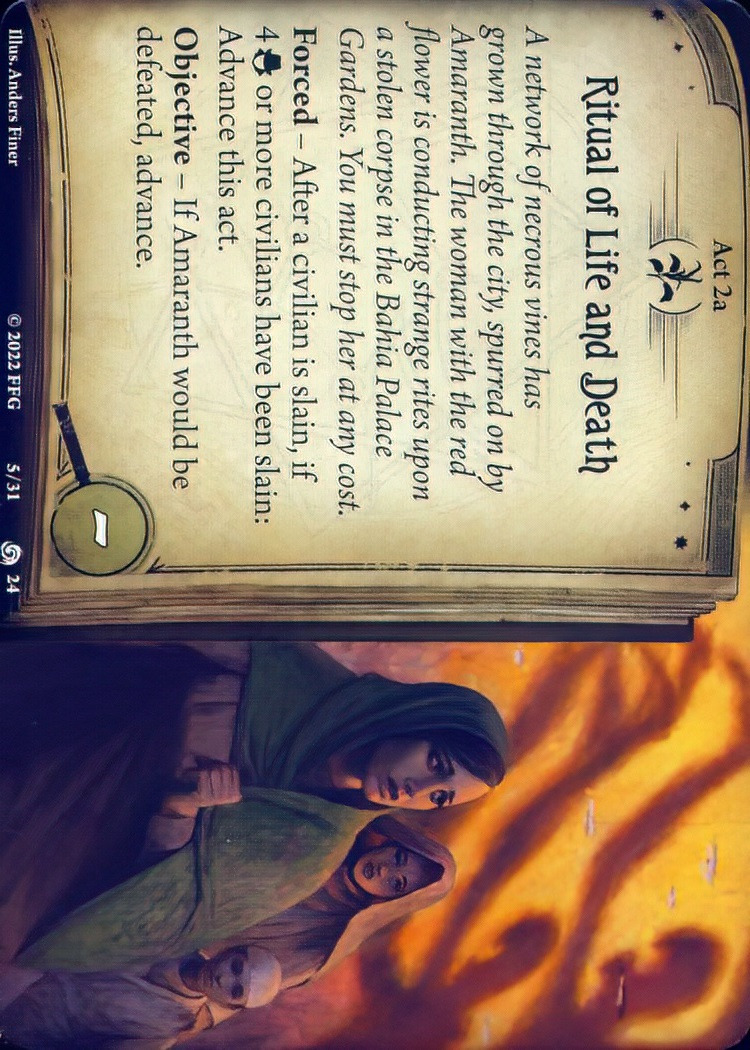 Act 2a
Ritual of Life and Death
A network of necrous vines has
grown through the city, spurred on by
Amaranth. The woman with the red
flower is conducting strange rites upon
a stolen corpse in the Bahia Palace
Gardens. You must stop her at any cost.
Forced – After a civilian is slain, if
4 or more civilians have been slain:
Advance this act.
Objective – If Amaranth would be
defeated, advance.
–
Illus. Anders Finer © 2022 FFG 5/31 24